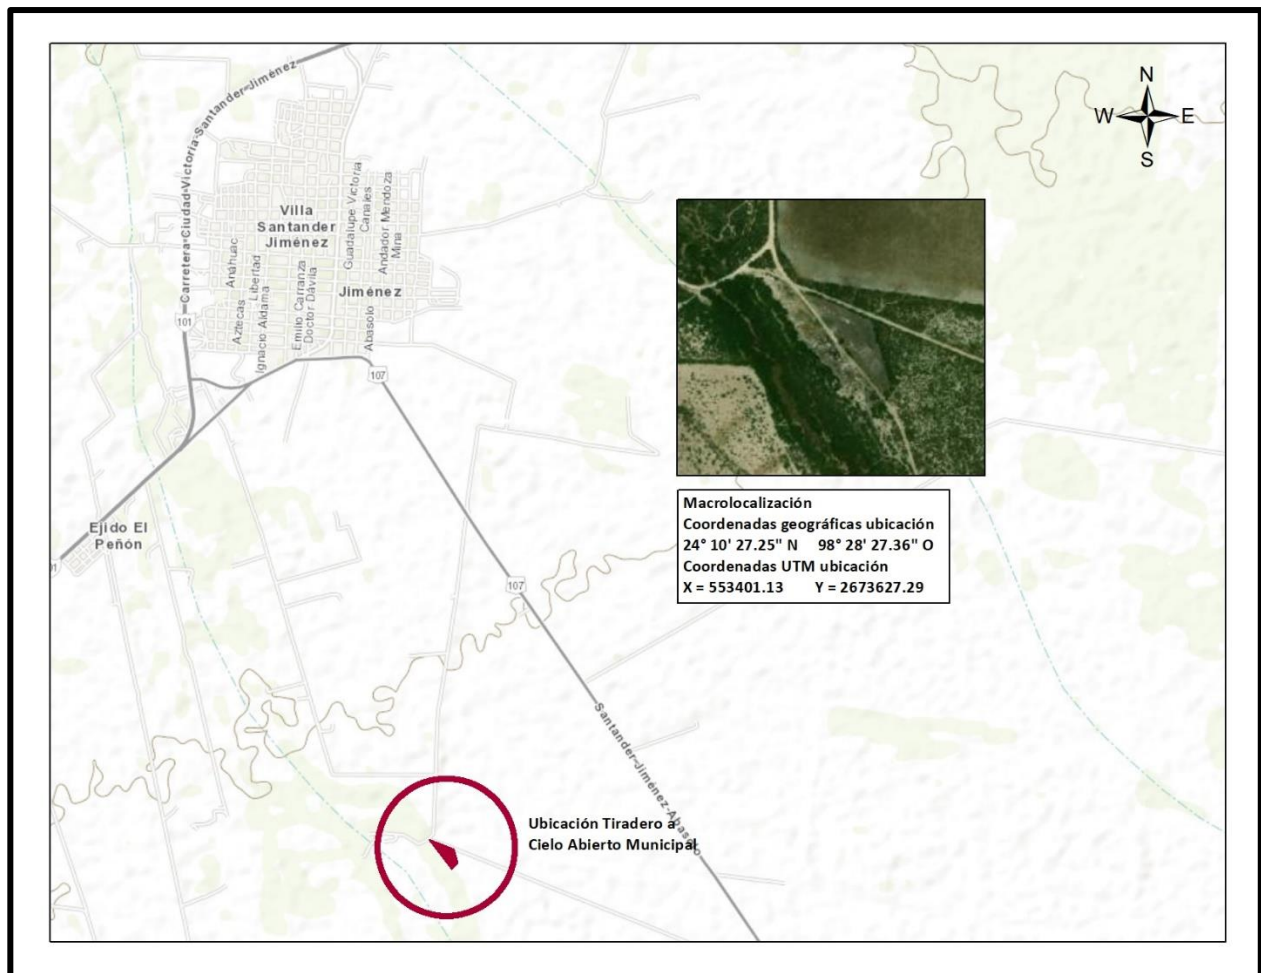 N
W E
S
Carretera-Ciudad-Victoria-Santander-Jiménez
Villa
Santander
Jiménez
Guadalupe Victoria
Canales
Andador Mendoza
Mina
Anáhuac
Libertad
Jiménez
Aztecas
Ignacio Aldama
Emilio Carranza
Doctor Dávila
Abasolo
101
107
Macrolocalización
Coordenadas geográficas ubicación
24° 10' 27.25" N 98° 28' 27.36" O
Coordenadas UTM ubicación
X = 553401.13 Y = 2673627.29
Ejido El
Peñón
107
Santander-Jiménez-Abasolo
Ubicación Tiradero a
Cielo Abierto Municipal